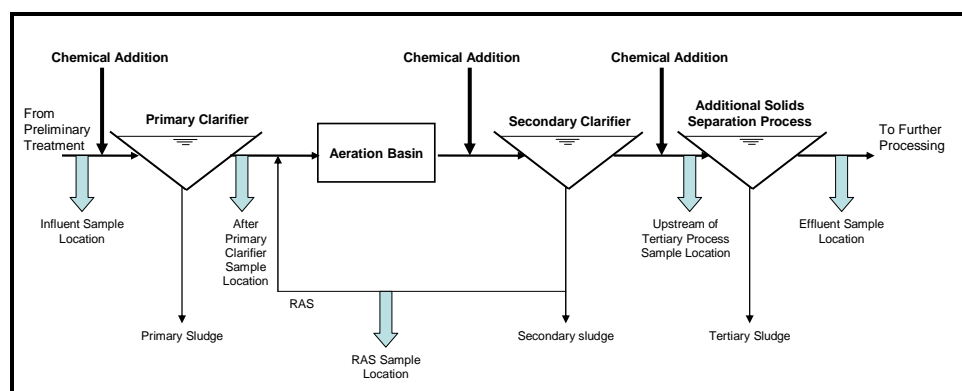 Chemical Addition
Chemical Addition
Chemical Addition
From
Preliminary
Treatment
Primary Clarifier
Aeration Basin
Secondary Clarifier
Additional Solids
Separation Process
To Further
Processing
Influent Sample
Location
After
Primary
Clarifier
Sample
Location
Upstream of
Tertiary Process
Sample Location
Effluent Sample
Location
RAS
Primary Sludge
RAS Sample
Location
Secondary sludge
Tertiary Sludge